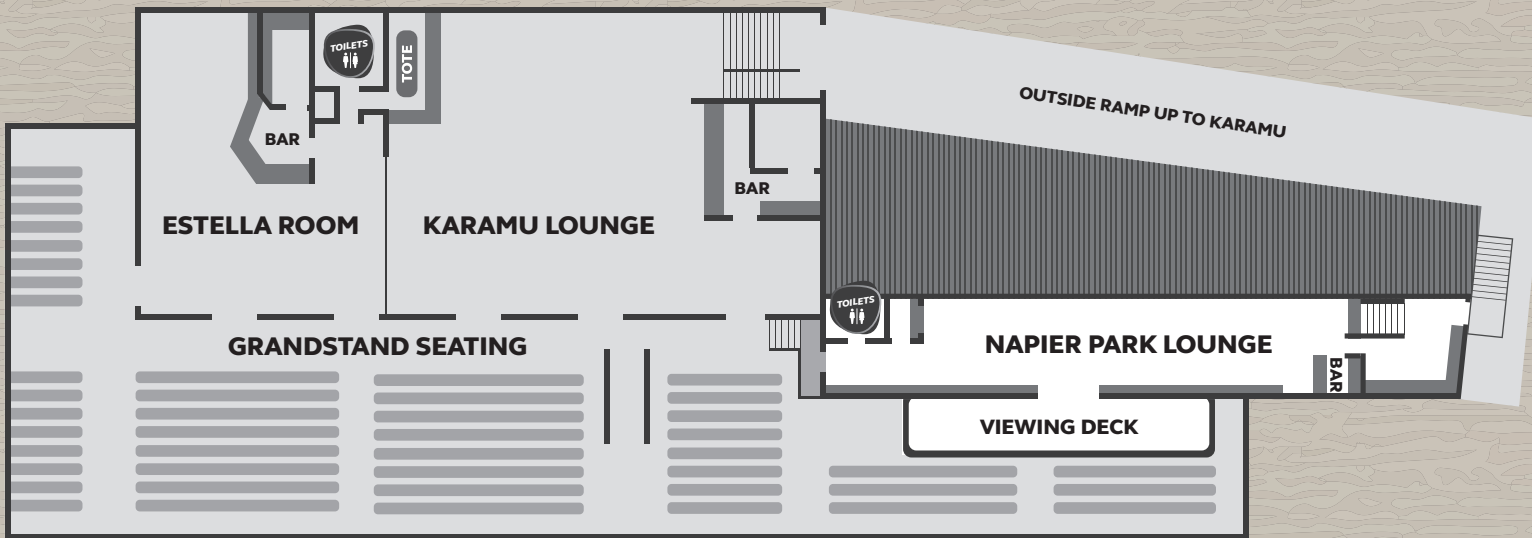 TOILETS
TOTE
OUTSIDE RAMP UP TO KARAMU
BAR
BAR
ESTELLA ROOM
KARAMU LOUNGE
TOILETS
GRANDSTAND SEATING
NAPIER PARK LOUNGE
BAR
VIEWING DECK